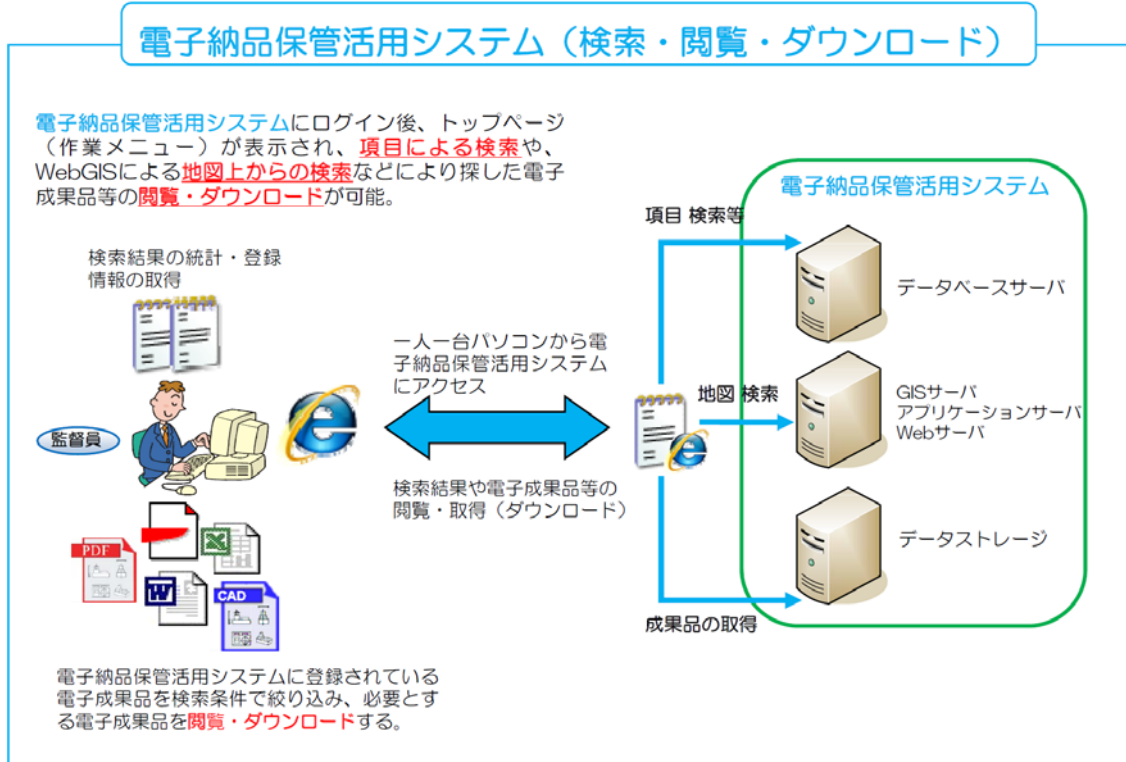 電子納品保管活用システム（検索・閲覧・ダウンロード）
電子納品保管活用システムにログイン後、トップページ
（作業メニュー）が表示され、項目による検索や、
WebGISによる地図上からの検索などにより探した電子
成果品等の閲覧・ダウンロードが可能。
検索結果の統計・登録
情報の取得
監督員
PDF
W
CAD
電子納品保管活用システムに登録されている
電子成果品を検索条件で絞り込み、必要とす
る電子成果品を閲覧・ダウンロードする。
一人一台パソコンから電
子納品保管活用システム
にアクセス
検索結果や電子成果品等の
閲覧・取得（ダウンロード）
項目 検索等
地図 検索
成果品の取得
電子納品保管活用システム
データベースサーバ
GISサーバ
アプリケーションサーバ
Webサーバ
データストレージ